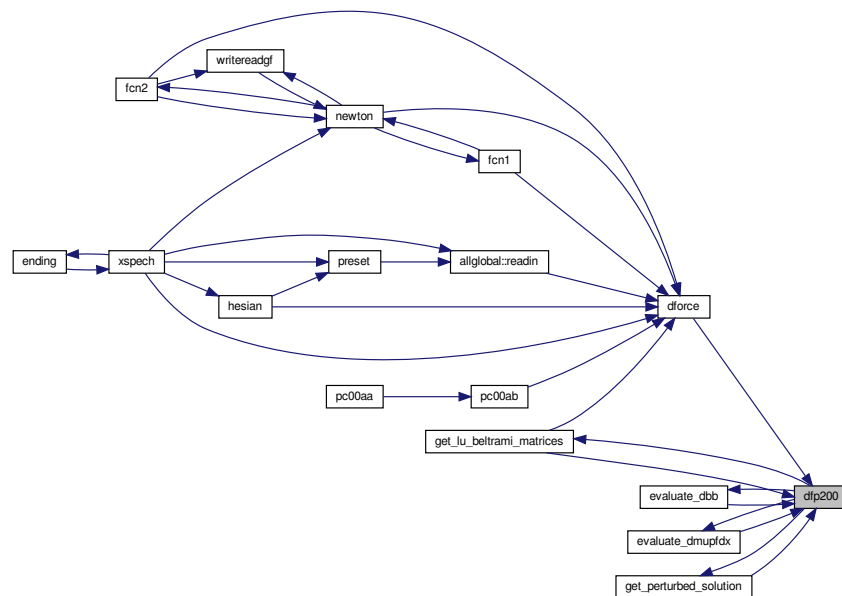 writereadgf
fcn2
newton
fcn1
ending
xspech
preset
allglobal::readin
hesian
dforce
pc00aa
pc00ab
get_lu_beltrami_matrices
evaluate_dbb
dfp200
evaluate_dmupfdx
get_perturbed_solution